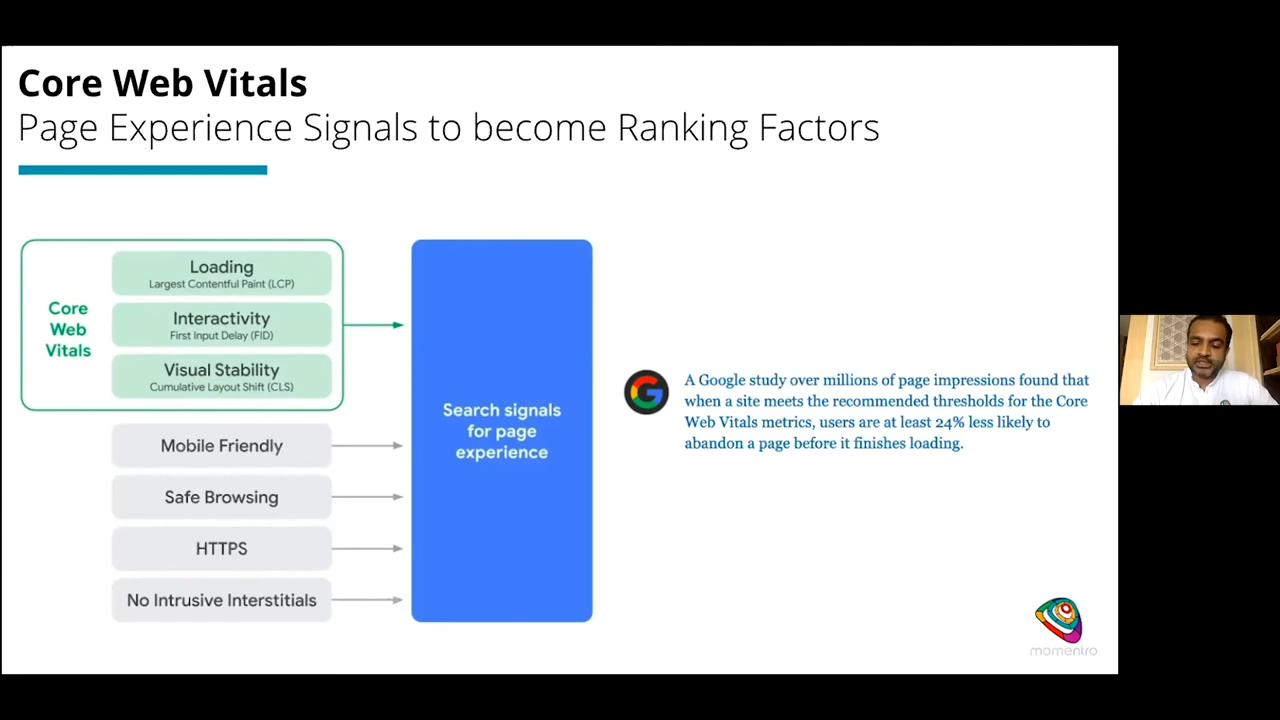 Core Web Vitals
Page Experience Signals to become Ranking Factors
Core
Web
Vitals
Loading
Largest Contentful Paint (LCP)
Interactivity
First Input Delay (FID)
Visual Stability
Cumulative Layout Shift (CLS)
Mobile Friendly
Safe Browsing
HTTPS
No Intrusive Interstitials
Search signals
for page
experience
A Google study over millions of page impressions found that
when a site meets the recommended thresholds for the Core
Web Vitals metrics, users are at least 24% less likely to
abandon a page before it finishes loading.
momentro